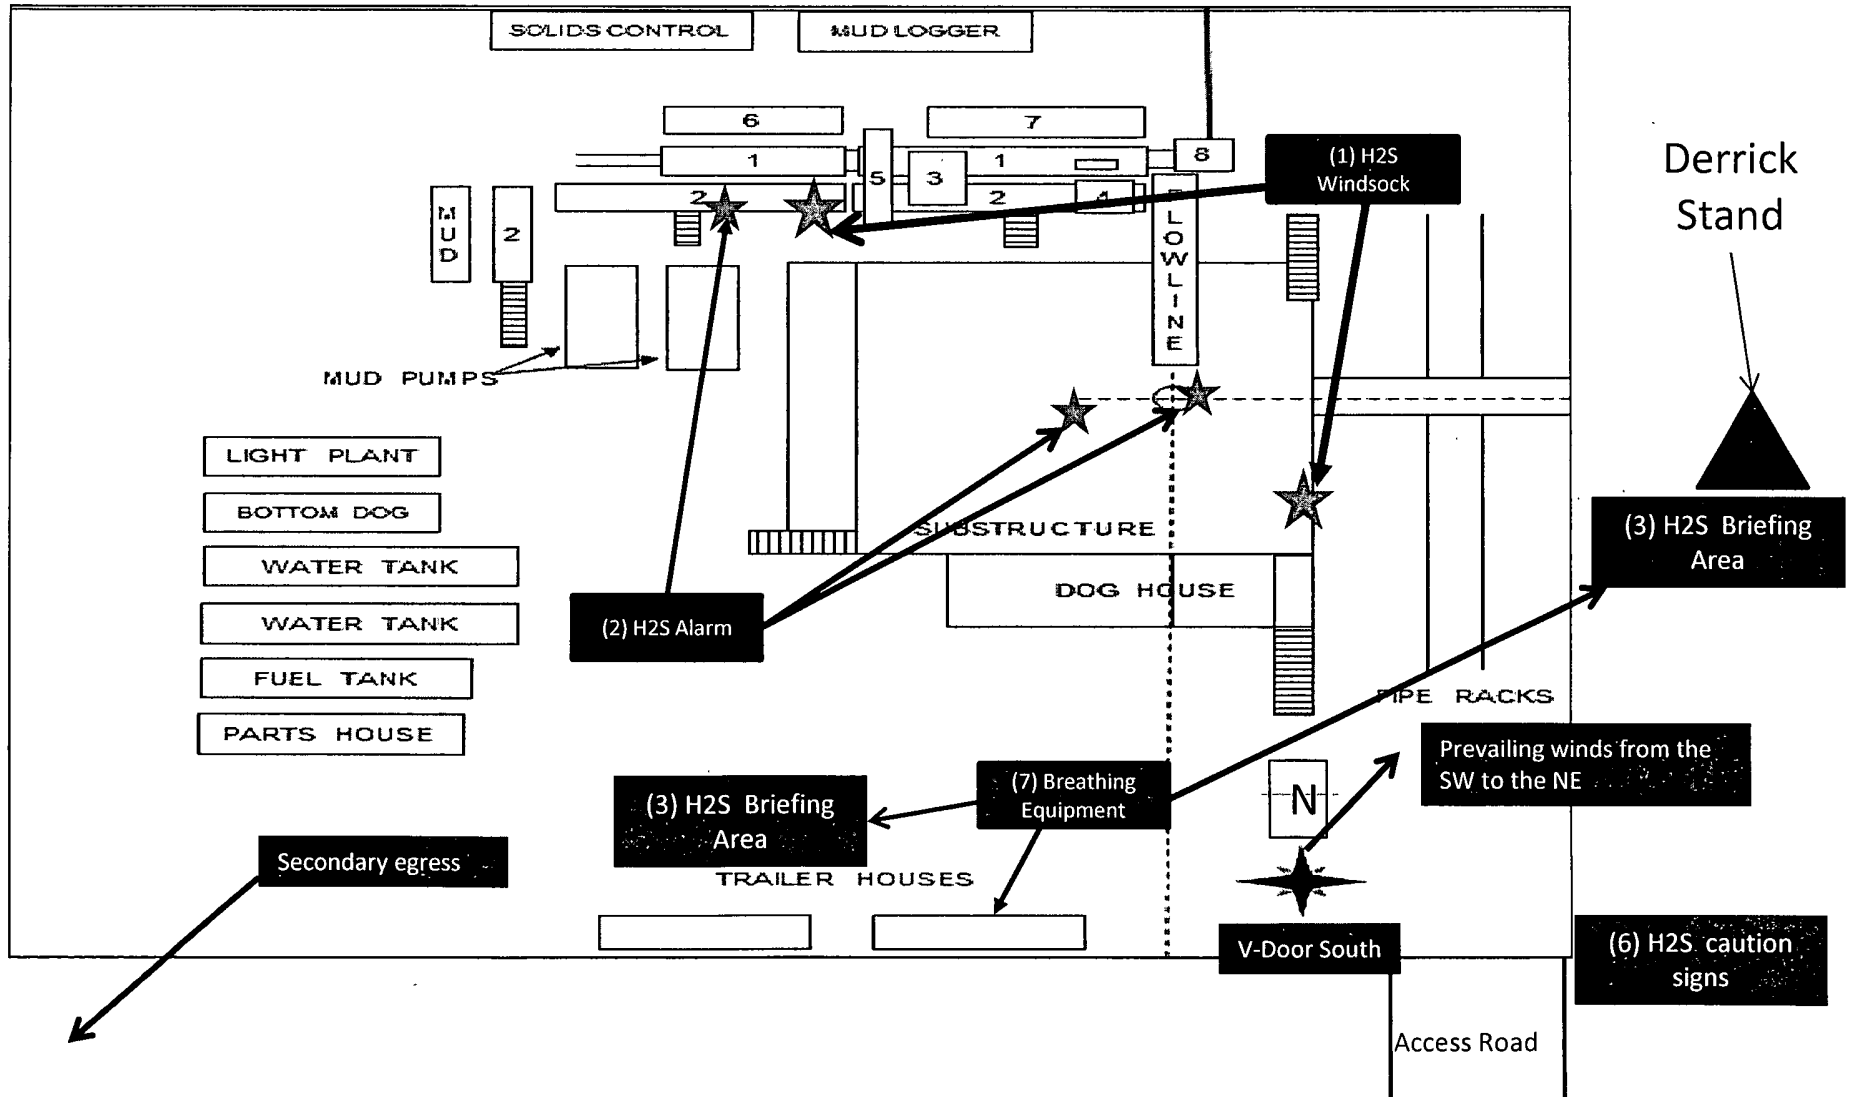 SOLIDS CONTROL
MUD LOGGER
6
7
1
1
8
5
3
2
2
4
MUD
2
FLOWLINE
(1) H2S
Windsock
Derrick
Stand
MUD PUMPS
LIGHT PLANT
BOTTOM DOG
WATER TANK
WATER TANK
FUEL TANK
PARTS HOUSE
SUBSTRUCTURE
DOG HOUSE
(2) H2S Alarm
(3) H2S Briefing
Area
PIPE RACKS
Prevailing winds from the
SW to the NE
(7) Breathing
Equipment
N
(3) H2S Briefing
Area
Secondary egress
TRAILER HOUSES
V-Door South
(6) H2S caution
signs
Access Road